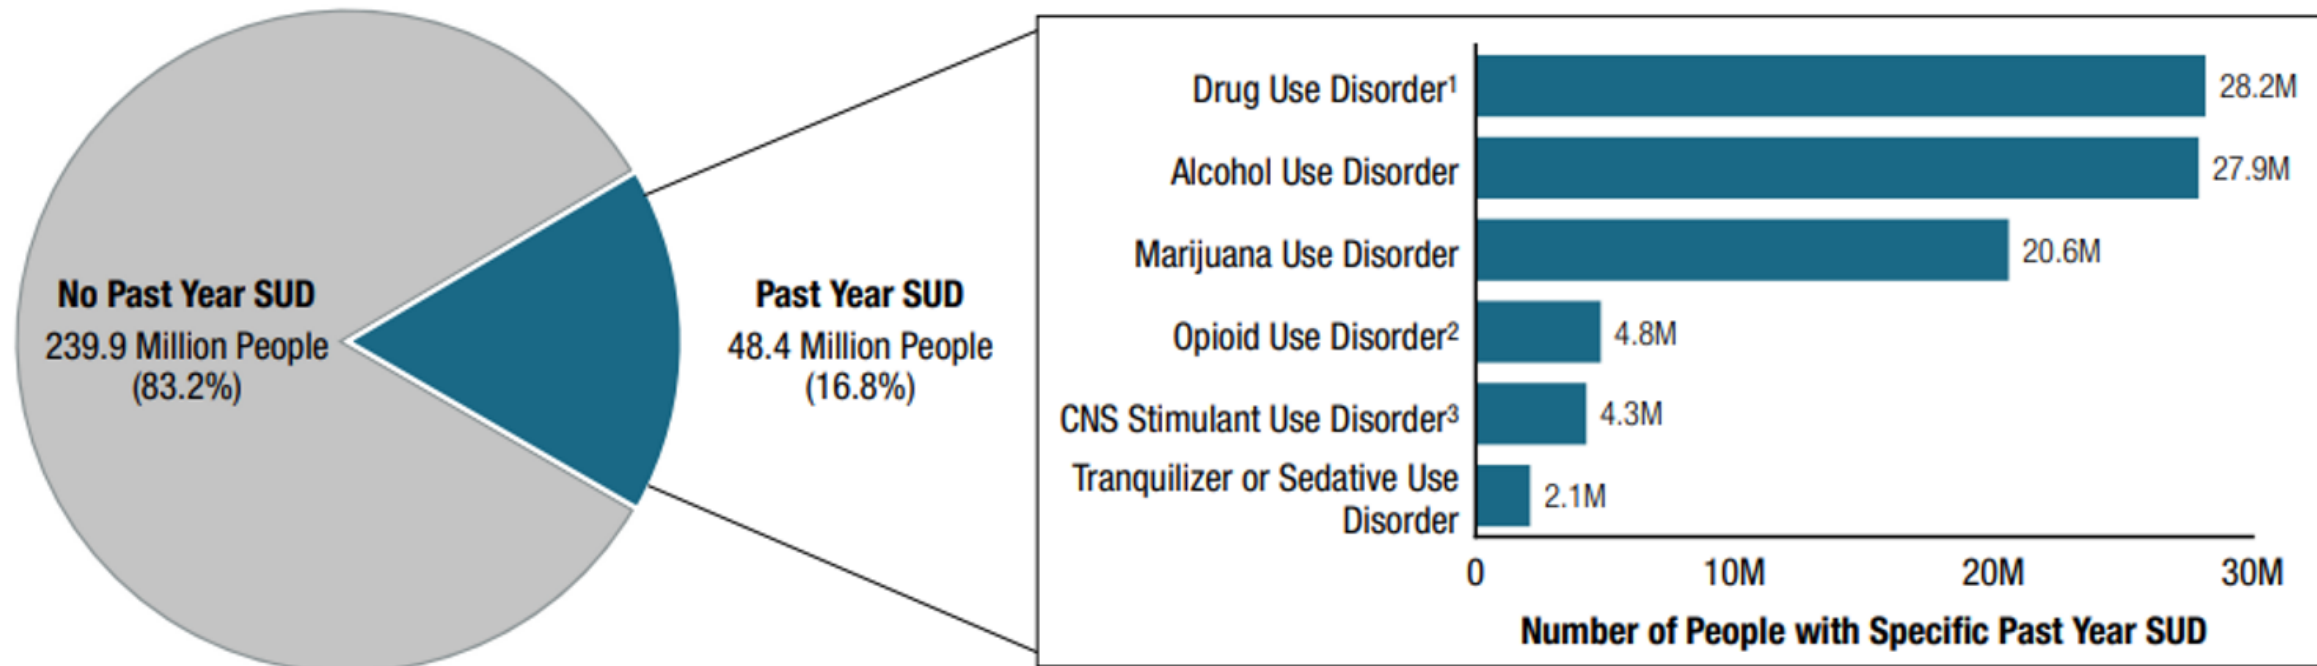 No Past Year SUD
239.9 Million People
(83.2%)
Past Year SUD
48.4 Million People
(16.8%)
Drug Use Disorder¹
28.2M
Alcohol Use Disorder
27.9M
Marijuana Use Disorder
20.6M
Opioid Use Disorder²
4.8M
CNS Stimulant Use Disorder³
4.3M
Tranquilizer or Sedative Use
Disorder
2.1M
0 10M 20M 30M
Number of People with Specific Past Year SUD